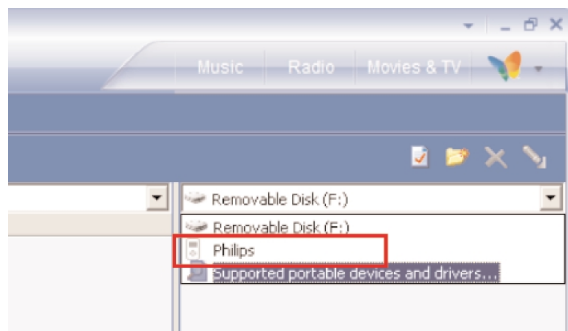 Music Radio Movies & TV
Removable Disk (F:)
Removable Disk (F:)
Philips
Supported portable devices and drivers...